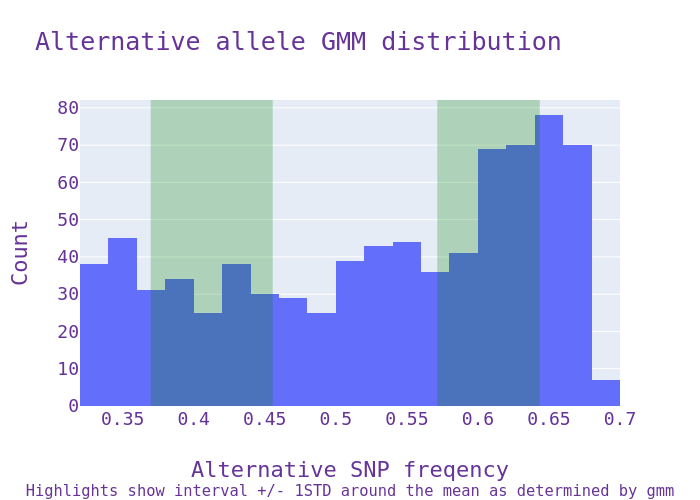 Alternative allele GMM distribution
80
70
60
50
40
30
20
10
0
Count
0.35 0.4 0.45 0.5 0.55 0.6 0.65 0.7
Alternative SNP freqency
Highlights show interval +/- 1STD around the mean as determined by gmm